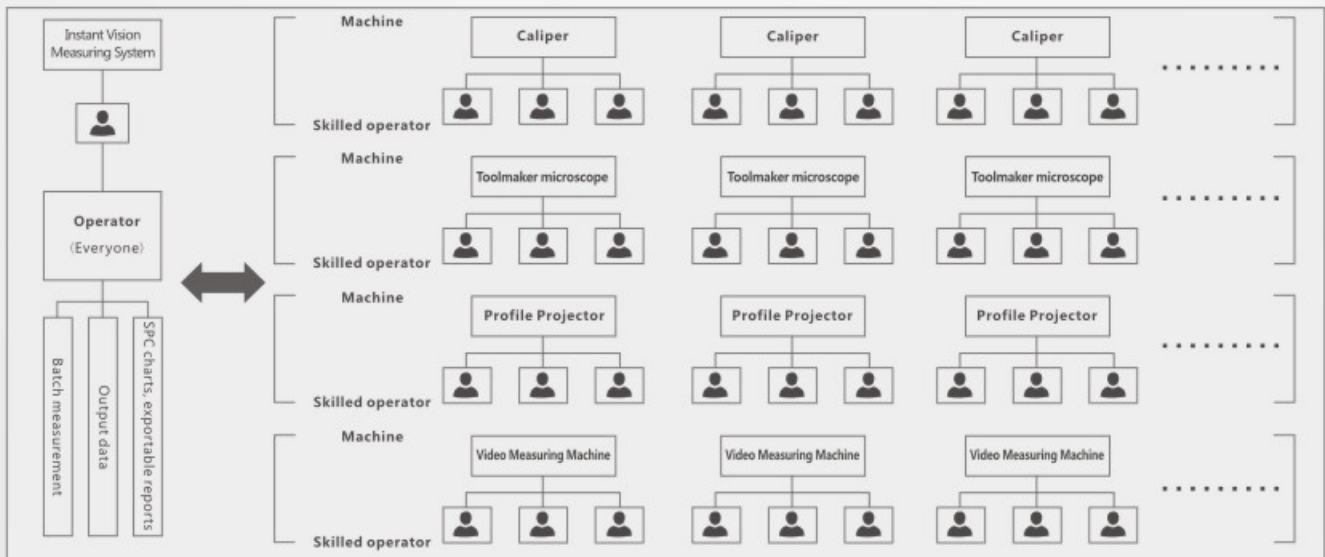 Instant Vision
Measuring System
Operator
(Everyone)
Batch measurement
Output data
SPC charts, exportable reports
Machine
Caliper
Caliper
Caliper
Skilled operator
Machine
Toolmaker microscope
Toolmaker microscope
Toolmaker microscope
Skilled operator
Machine
Profile Projector
Profile Projector
Profile Projector
Skilled operator
Machine
Video Measuring Machine
Video Measuring Machine
Video Measuring Machine
Skilled operator